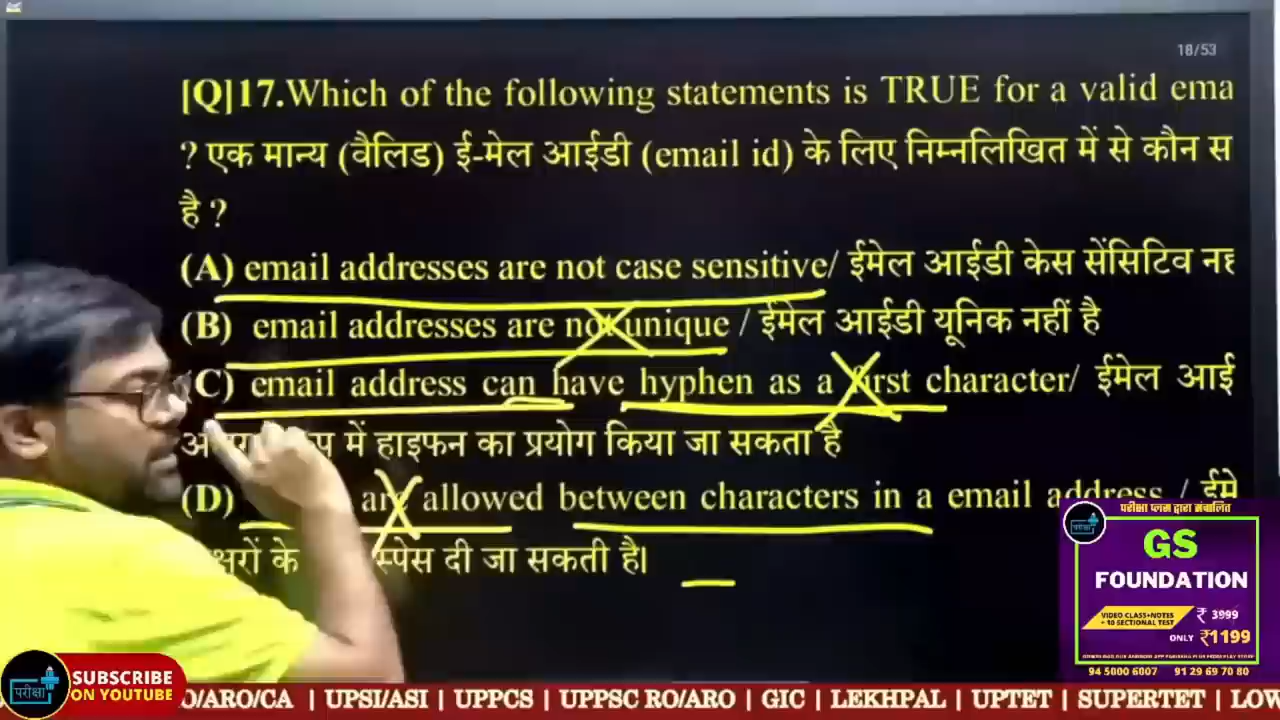 18/53
[Q]17.Which of the following statements is TRUE for a valid ema
? एक मान्य (वैलिड) ई-मेल आईडी (email id) के लिए निम्नलिखित में से कौन स
है ?
(A) email addresses are not case sensitive/ ईमेल आईडी केस सेंसिटिव नह
(B) email addresses are not unique / ईमेल आईडी यूनिक नहीं है
(C) email address can have hyphen as a first character/ ईमेल आई
में हाइफन का प्रयोग किया जा सकता है
(D) are allowed between characters in a email address / ईमे
क्षरों के स्पेस दी जा सकती है।
परीक्षा प्लस द्वारा संचालित
परीक्षा
GS
FOUNDATION
VIDEO CLASS+NOTES
+ 10 SECTIONAL TEST
₹ 3999
ONLY ₹1199
94 5000 6007 91 29 69 70 80
परीक्षा
SUBSCRIBE
ON YOUTUBE
O/ARO/CA | UPSI/ASI | UPPCS | UPPSC RO/ARO | GIC | LEKHPAL | UPTET | SUPERTET | LOW